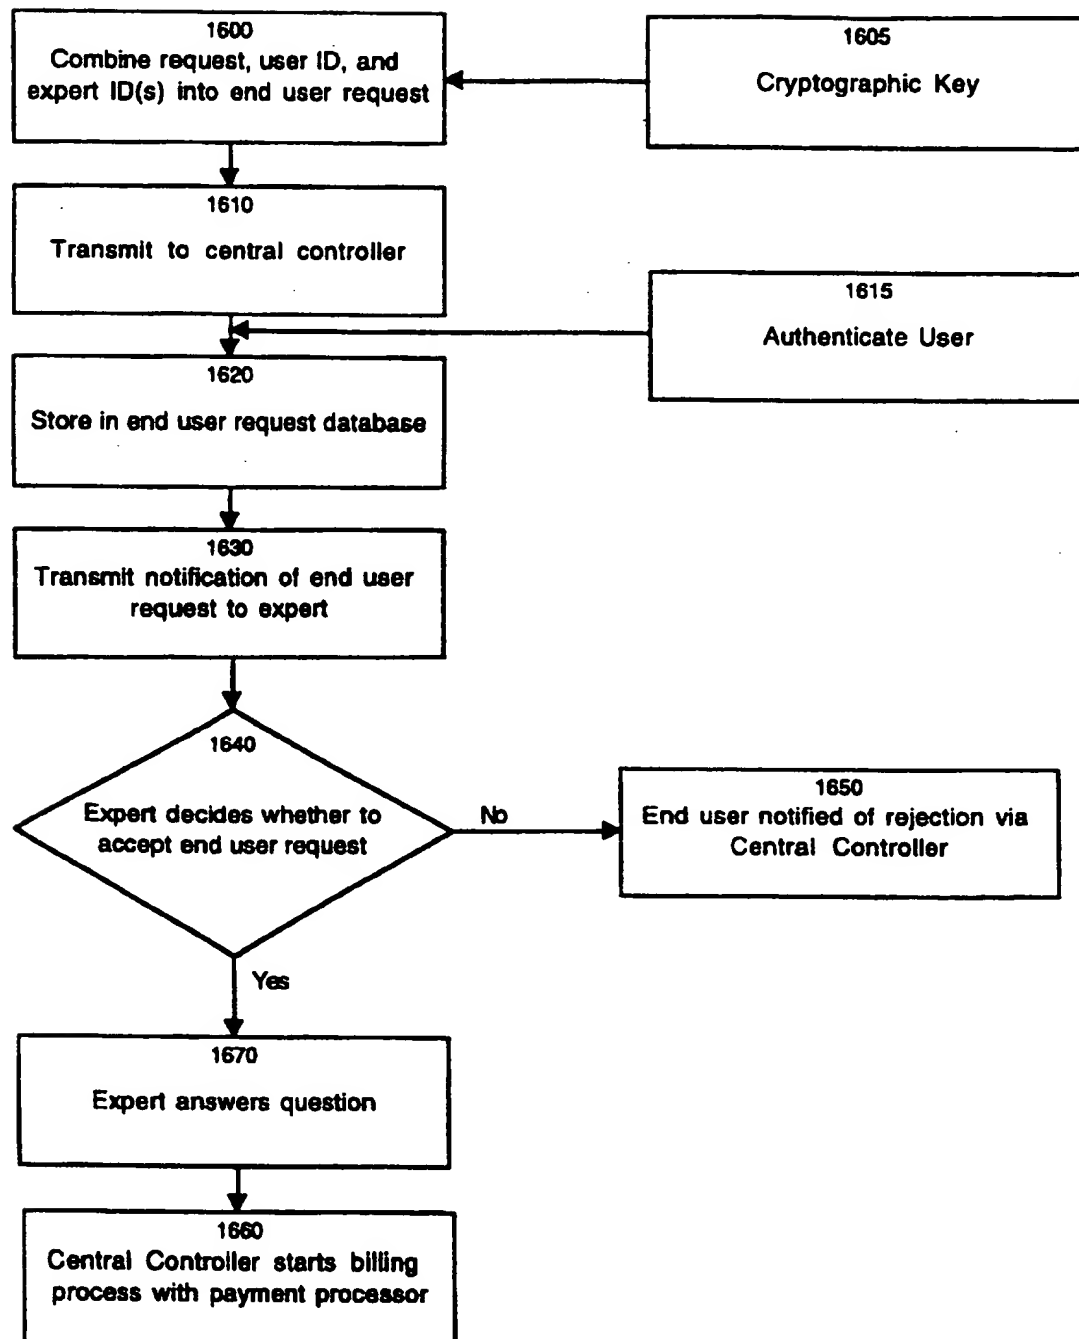 1600
Combine request, user ID, and
expert ID(s) into end user request
1605
Cryptographic Key
1610
Transmit to central controller
1615
Authenticate User
1620
Store in end user request database
1630
Transmit notification of end user
request to expert
1640
Expert decides whether to
accept end user request
No
1650
End user notified of rejection via
Central Controller
Yes
1670
Expert answers question
1660
Central Controller starts billing
process with payment processor